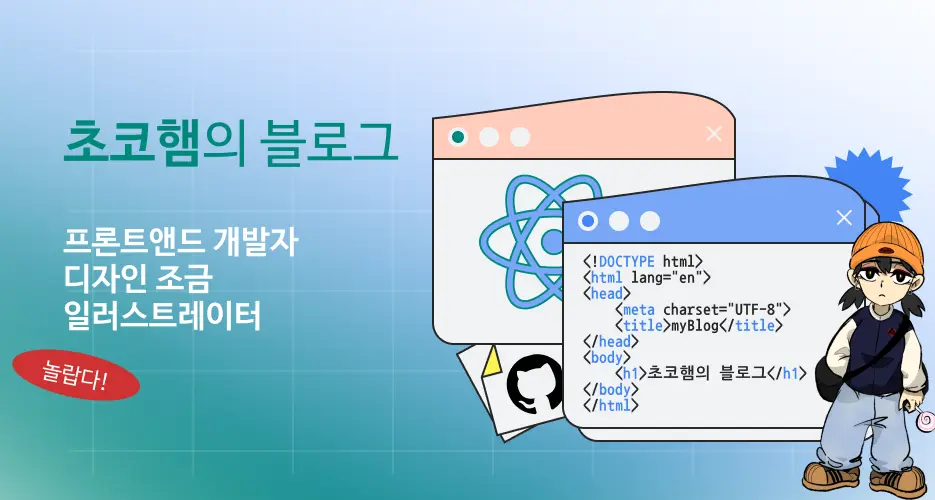 초코햄의 블로그
프론트앤드 개발자
디자인 조금
일러스트레이터
놀랍다!
<!DOCTYPE html>
<html lang="en">
<head>
<meta charset="UTF-8">
<title>myBlog</title>
</head>
<body>
<h1>초코햄의 블로그</h1>
</body>
</html>